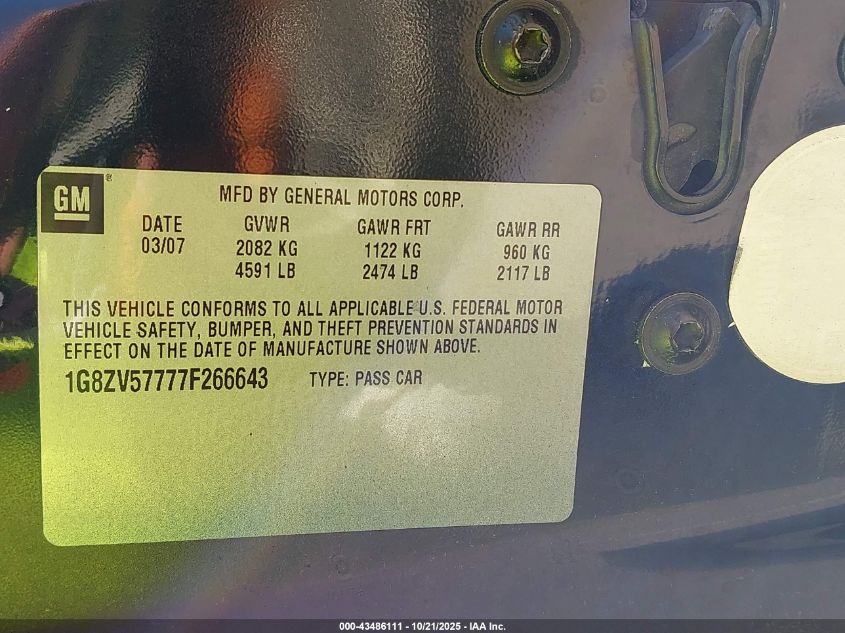 GM ®
MFD BY GENERAL MOTORS CORP.
DATE GVWR GAWR FRT GAWR RR
03/07 2082 KG 1122 KG 960 KG
4591 LB 2474 LB 2117 LB
THIS VEHICLE CONFORMS TO ALL APPLICABLE U.S. FEDERAL MOTOR
VEHICLE SAFETY, BUMPER, AND THEFT PREVENTION STANDARDS IN
EFFECT ON THE DATE OF MANUFACTURE SHOWN ABOVE.
1G8ZV57777F266643 TYPE: PASS CAR
000-43486111 - 10/21/2025 - IAA Inc.